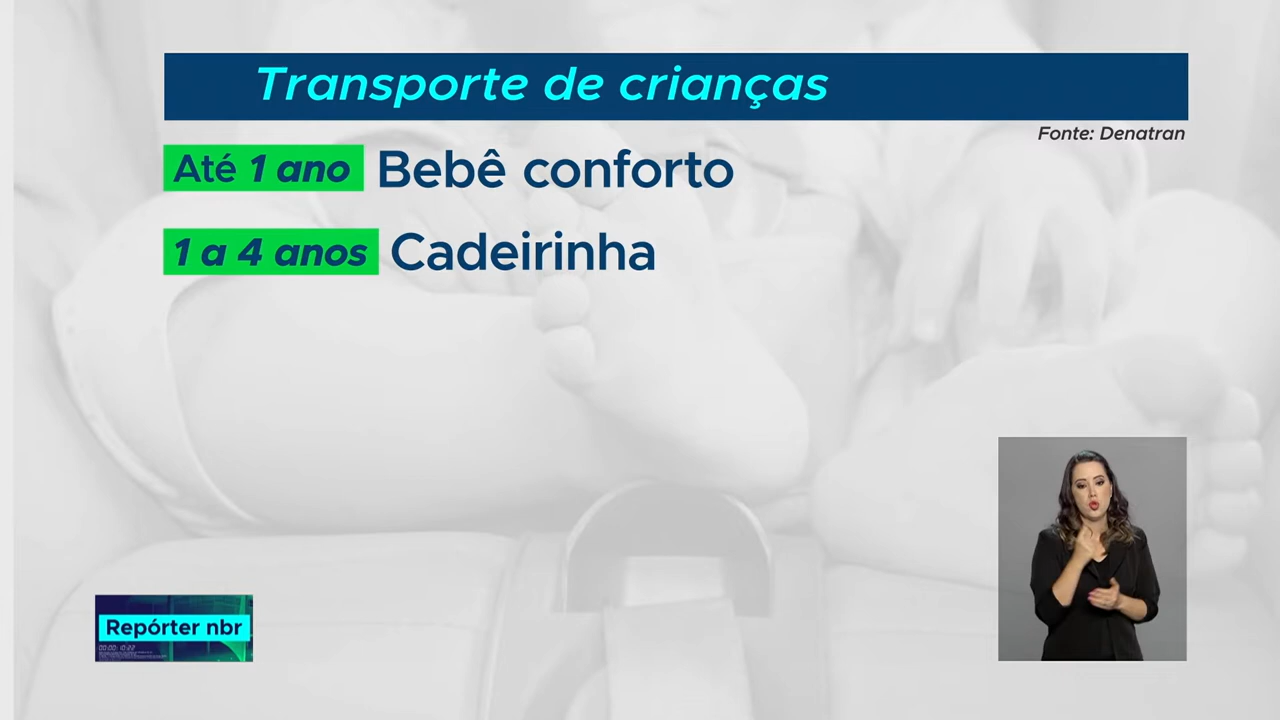 Transporte de crianças
Fonte: Denatran
Até 1 ano Bebê conforto
1 a 4 anos Cadeirinha
Repórter nbr